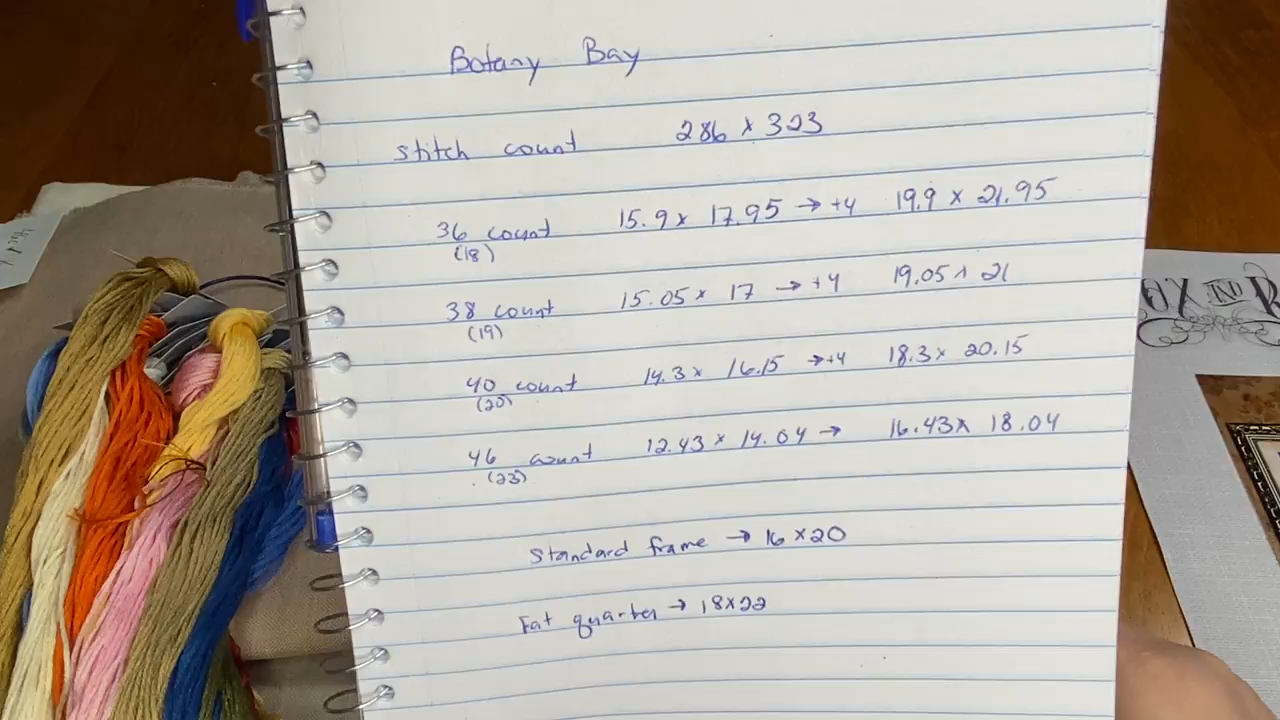 Botany Bay
stitch count 286 x 323
36 count 15.9 x 17.95 → +4 19.9 x 21.95
(18)
38 count 15.05 x 17 → +4 19.05 x 21
(19)
40 count 14.3 x 16.15 → +4 18.3 x 20.15
(20)
46 count 12.43 x 14.04 → 16.43 x 18.04
(23)
Standard frame → 16 x 20
Fat quarter → 18 x 22
OX AND